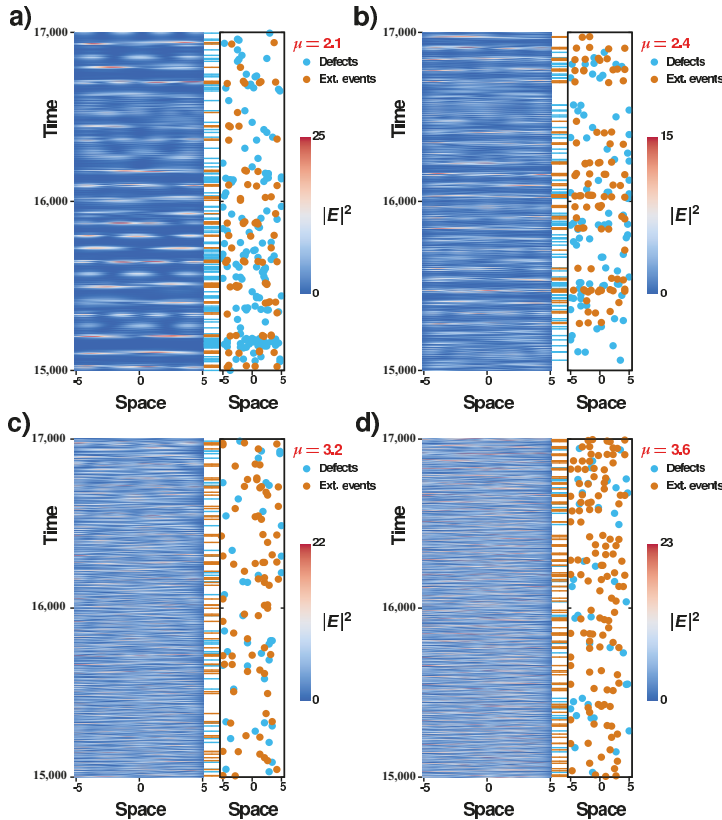 a)
17,000
16,000
15,000
Time
-5
0
5
Space
-5
0
5
Space
μ = 2.1
Defects
Ext. events
25
|E|²
0
b)
17,000
16,000
15,000
Time
-5
0
5
Space
-5
0
5
Space
μ = 2.4
Defects
Ext. events
15
|E|²
0
c)
17,000
16,000
15,000
Time
-5
0
5
Space
-5
0
5
Space
μ = 3.2
Defects
Ext. events
22
|E|²
0
d)
17,000
16,000
15,000
Time
-5
0
5
Space
-5
0
5
Space
μ = 3.6
Defects
Ext. events
23
|E|²
0